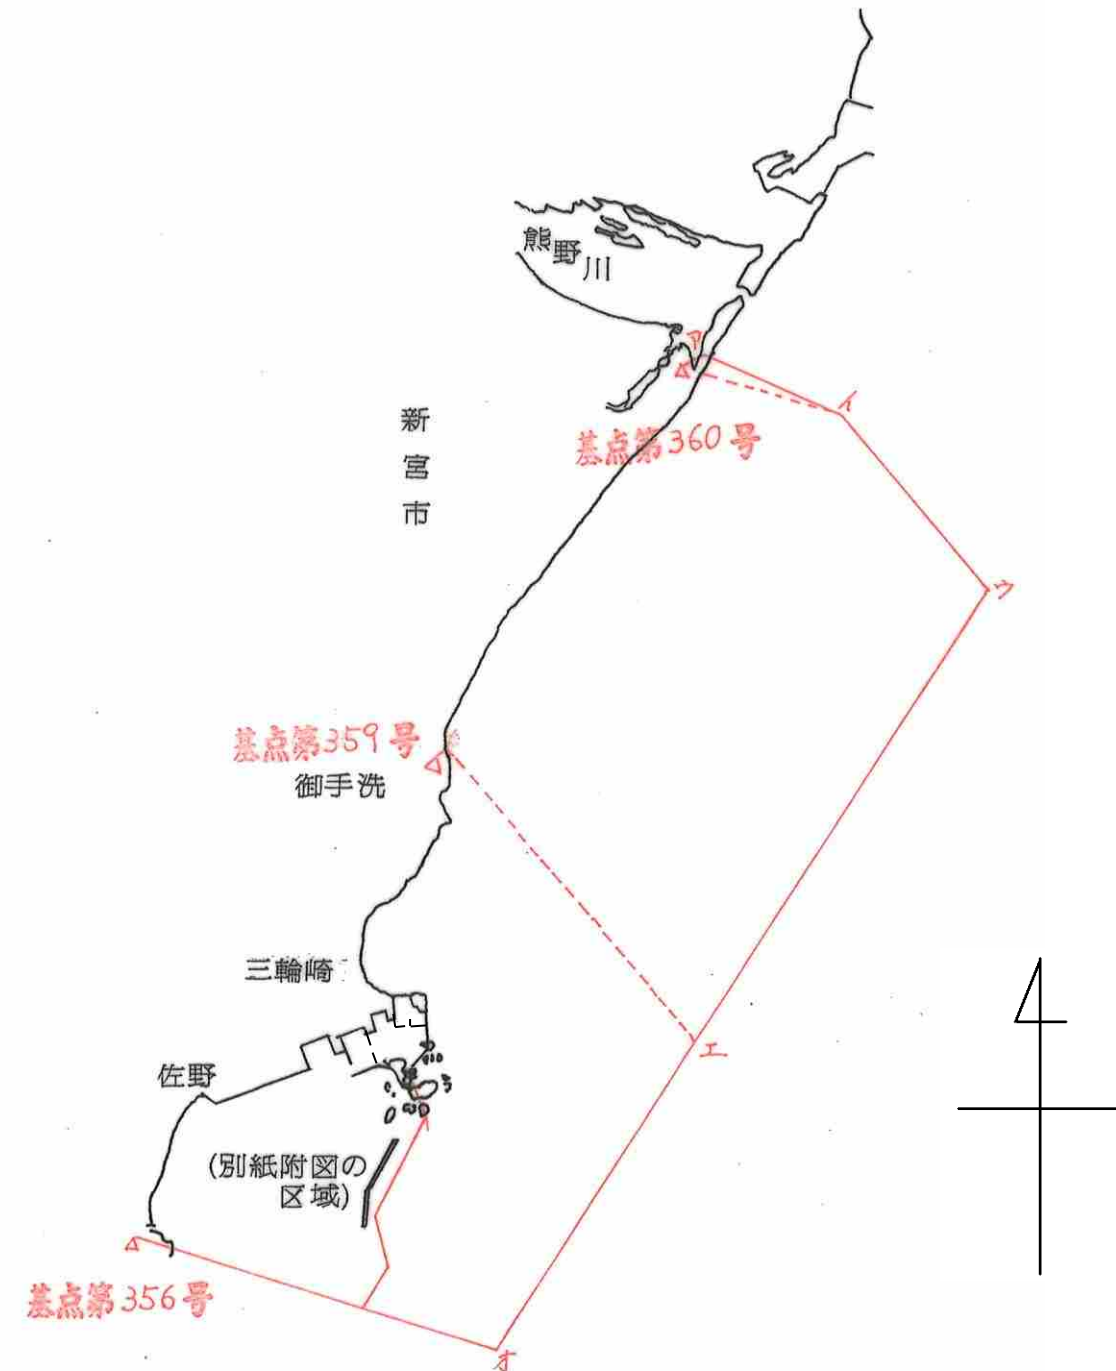 熊野川
ア
イ
新宮市
基点第360号
ウ
基点第359号
御手洗
三輪崎
エ
佐野
(別紙附図の
区域)
基点第356号
オ